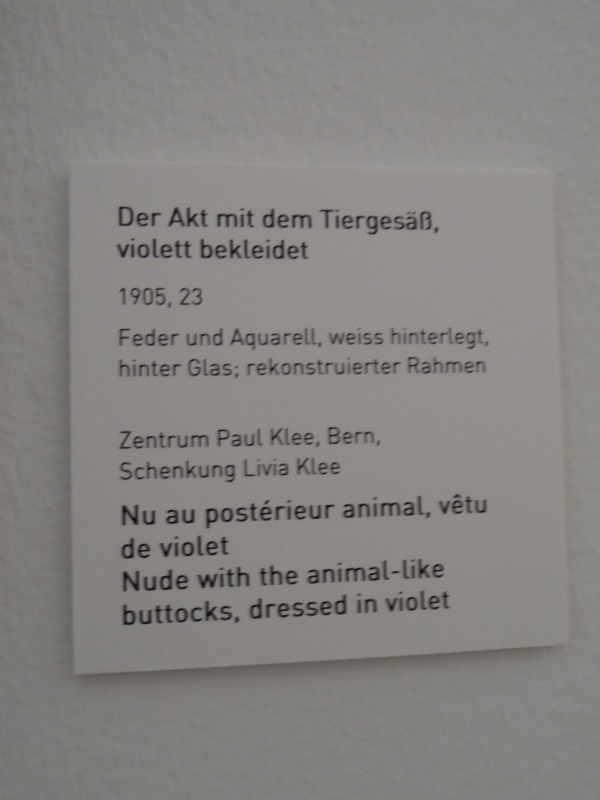 Der Akt mit dem Tiergesäß,
violett bekleidet
1905, 23
Feder und Aquarell, weiss hinterlegt,
hinter Glas; rekonstruierter Rahmen
Zentrum Paul Klee, Bern,
Schenkung Livia Klee
Nu au postérieur animal, vêtu
de violet
Nude with the animal-like
buttocks, dressed in violet